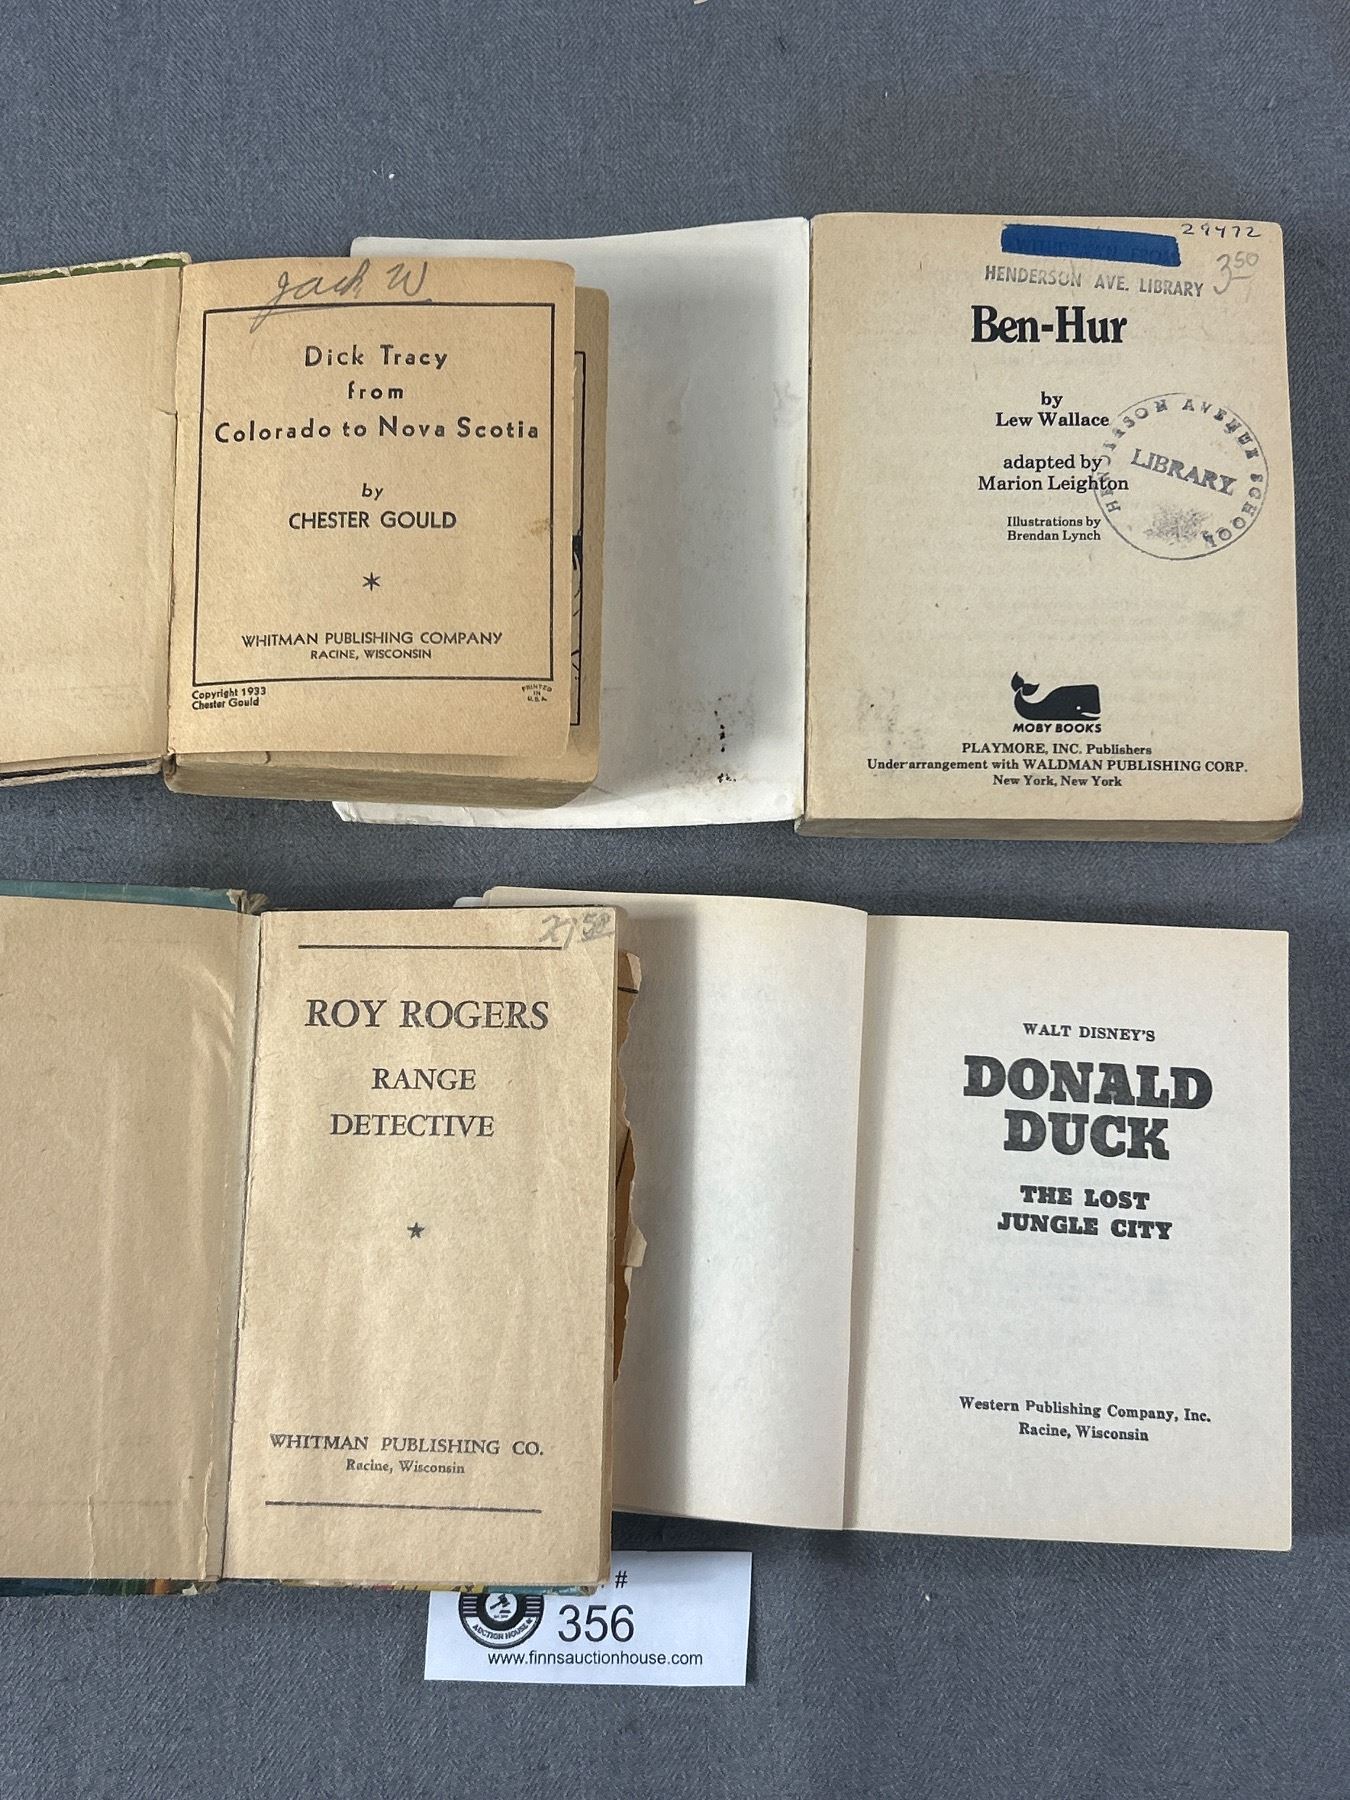 Jack W
Dick Tracy
from
Colorado to Nova Scotia
by
CHESTER GOULD
WHITMAN PUBLISHING COMPANY
RACINE, WISCONSIN
Copyright 1933
Chester Gould
PRINTED
IN
U.S.A.
29472
WITHDRAWN FROM
3.50
HENDERSON AVE. LIBRARY
Ben-Hur
by
Lew Wallace
adapted by
Marion Leighton
Illustrations by
Brendan Lynch
HENDERSON AVENUE SCHOOL
LIBRARY
MOBY BOOKS
PLAYMORE, INC. Publishers
Under arrangement with WALDMAN PUBLISHING CORP.
New York, New York
ROY ROGERS
RANGE
DETECTIVE
WHITMAN PUBLISHING CO.
Racine, Wisconsin
WALT DISNEY'S
DONALD
DUCK
THE LOST
JUNGLE CITY
Western Publishing Company, Inc.
Racine, Wisconsin
#
356
AUCTION HOUSE
www.finnsauctionhouse.com